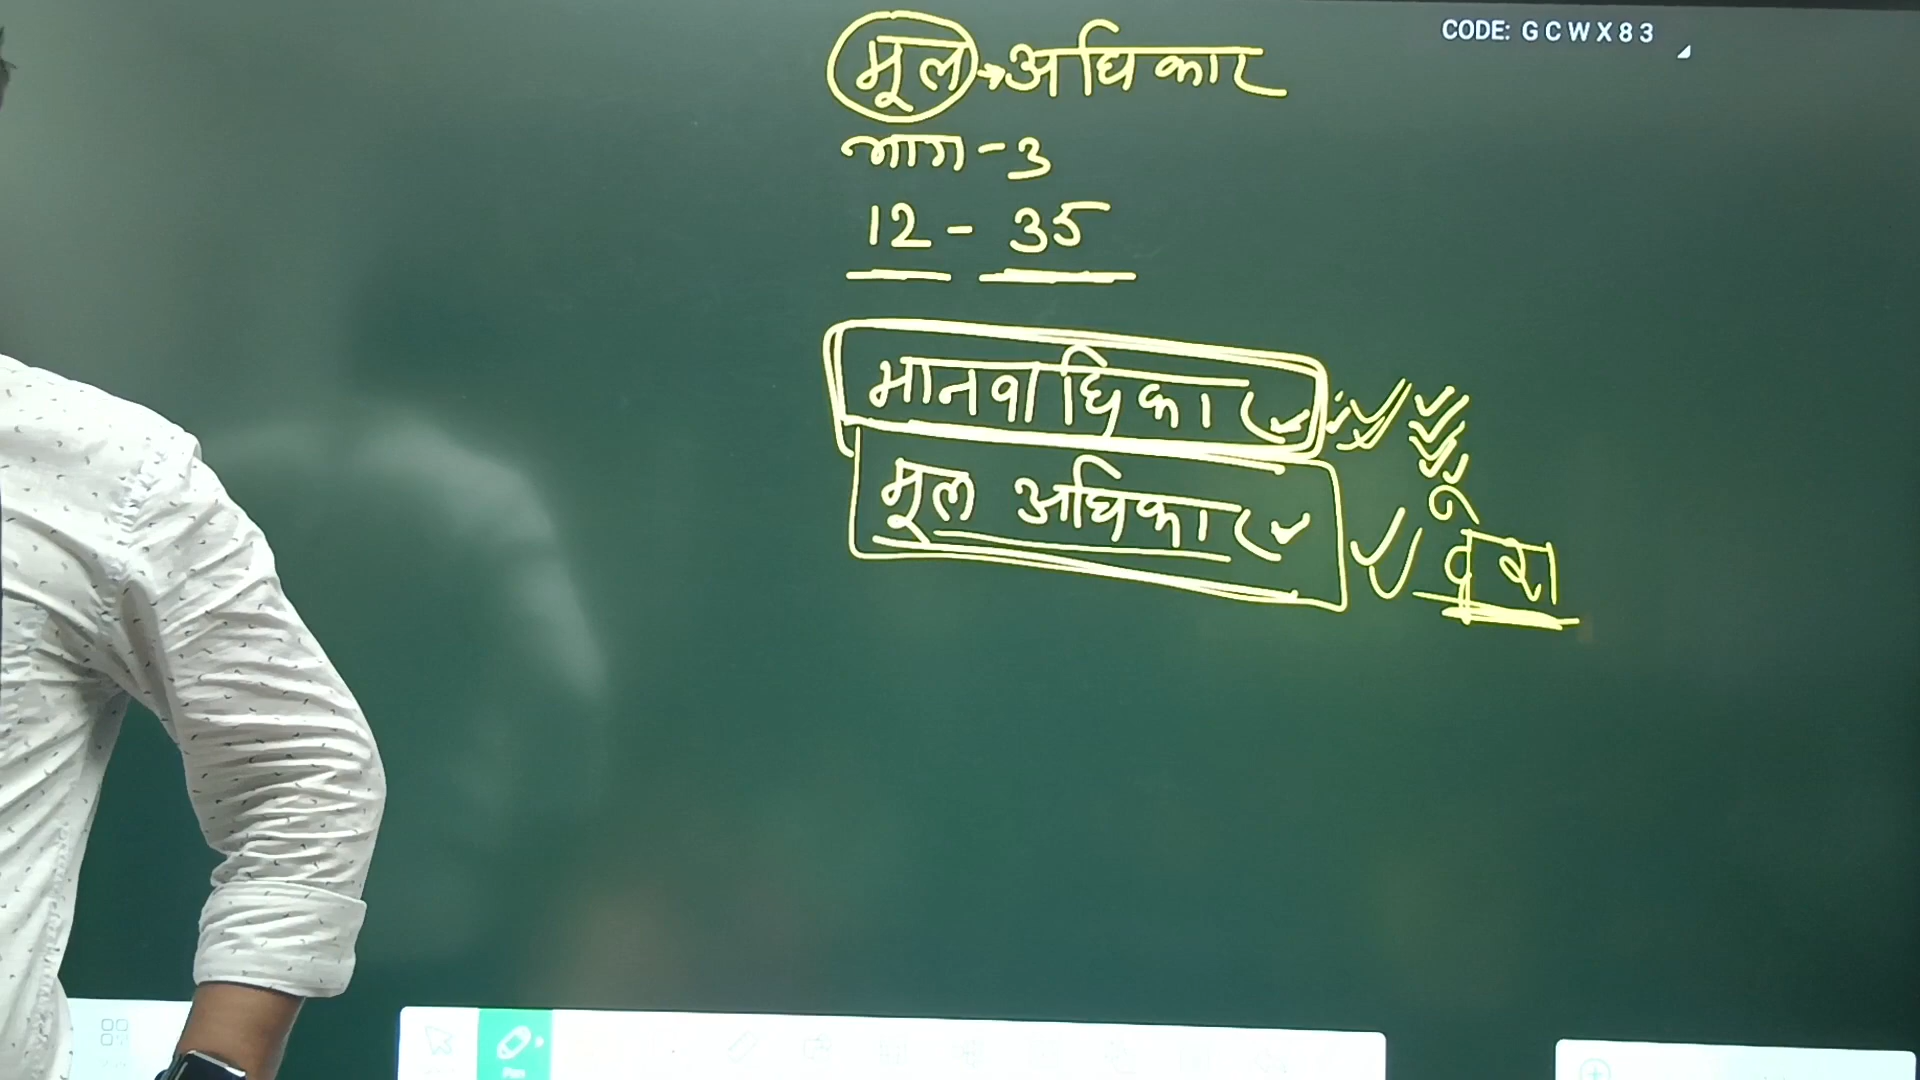 CODE: GCWX83
मूल → अधिकार
भाग - 3
12 - 35
मानवाधिकार
मूल अधिकार